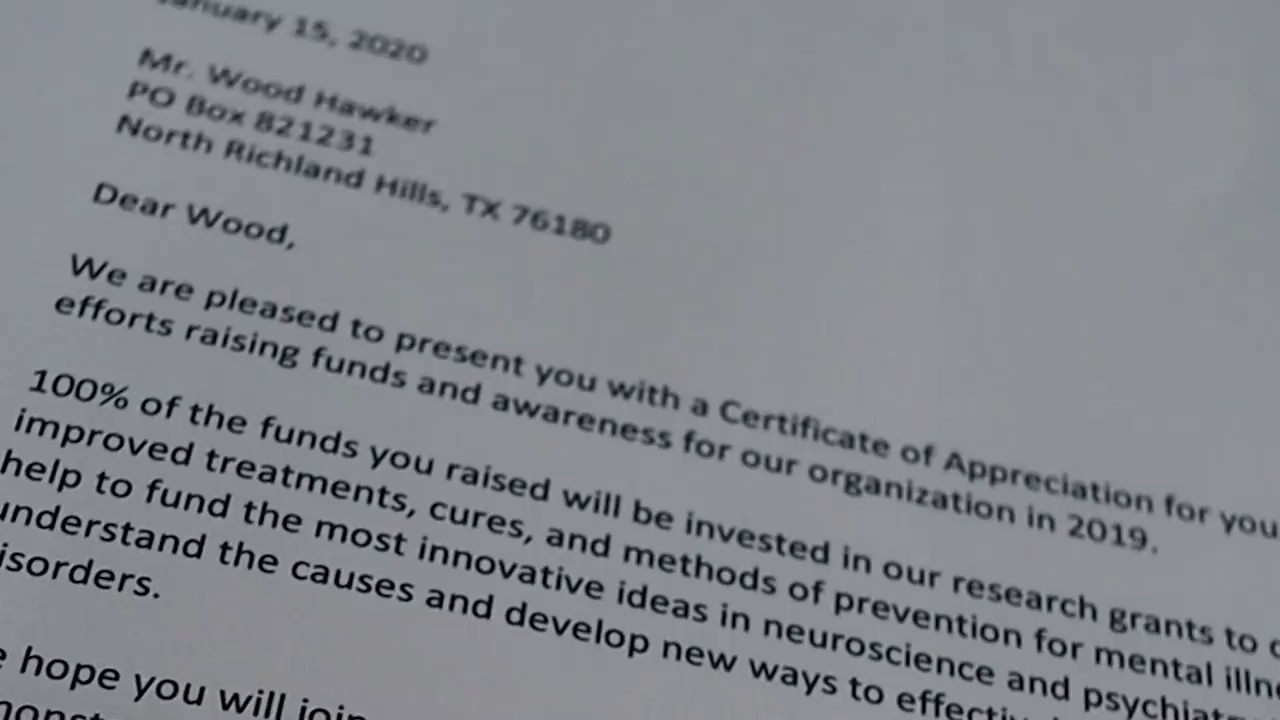 January 15, 2020
Mr. Wood Hawker
PO Box 821231
North Richland Hills, TX 76180
Dear Wood,
We are pleased to present you with a Certificate of Appreciation for you
efforts raising funds and awareness for our organization in 2019.
100% of the funds you raised will be invested in our research grants to
improved treatments, cures, and methods of prevention for mental illne
help to fund the most innovative ideas in neuroscience and psychiat
understand the causes and develop new ways to effecti
isorders.
e hope you will join